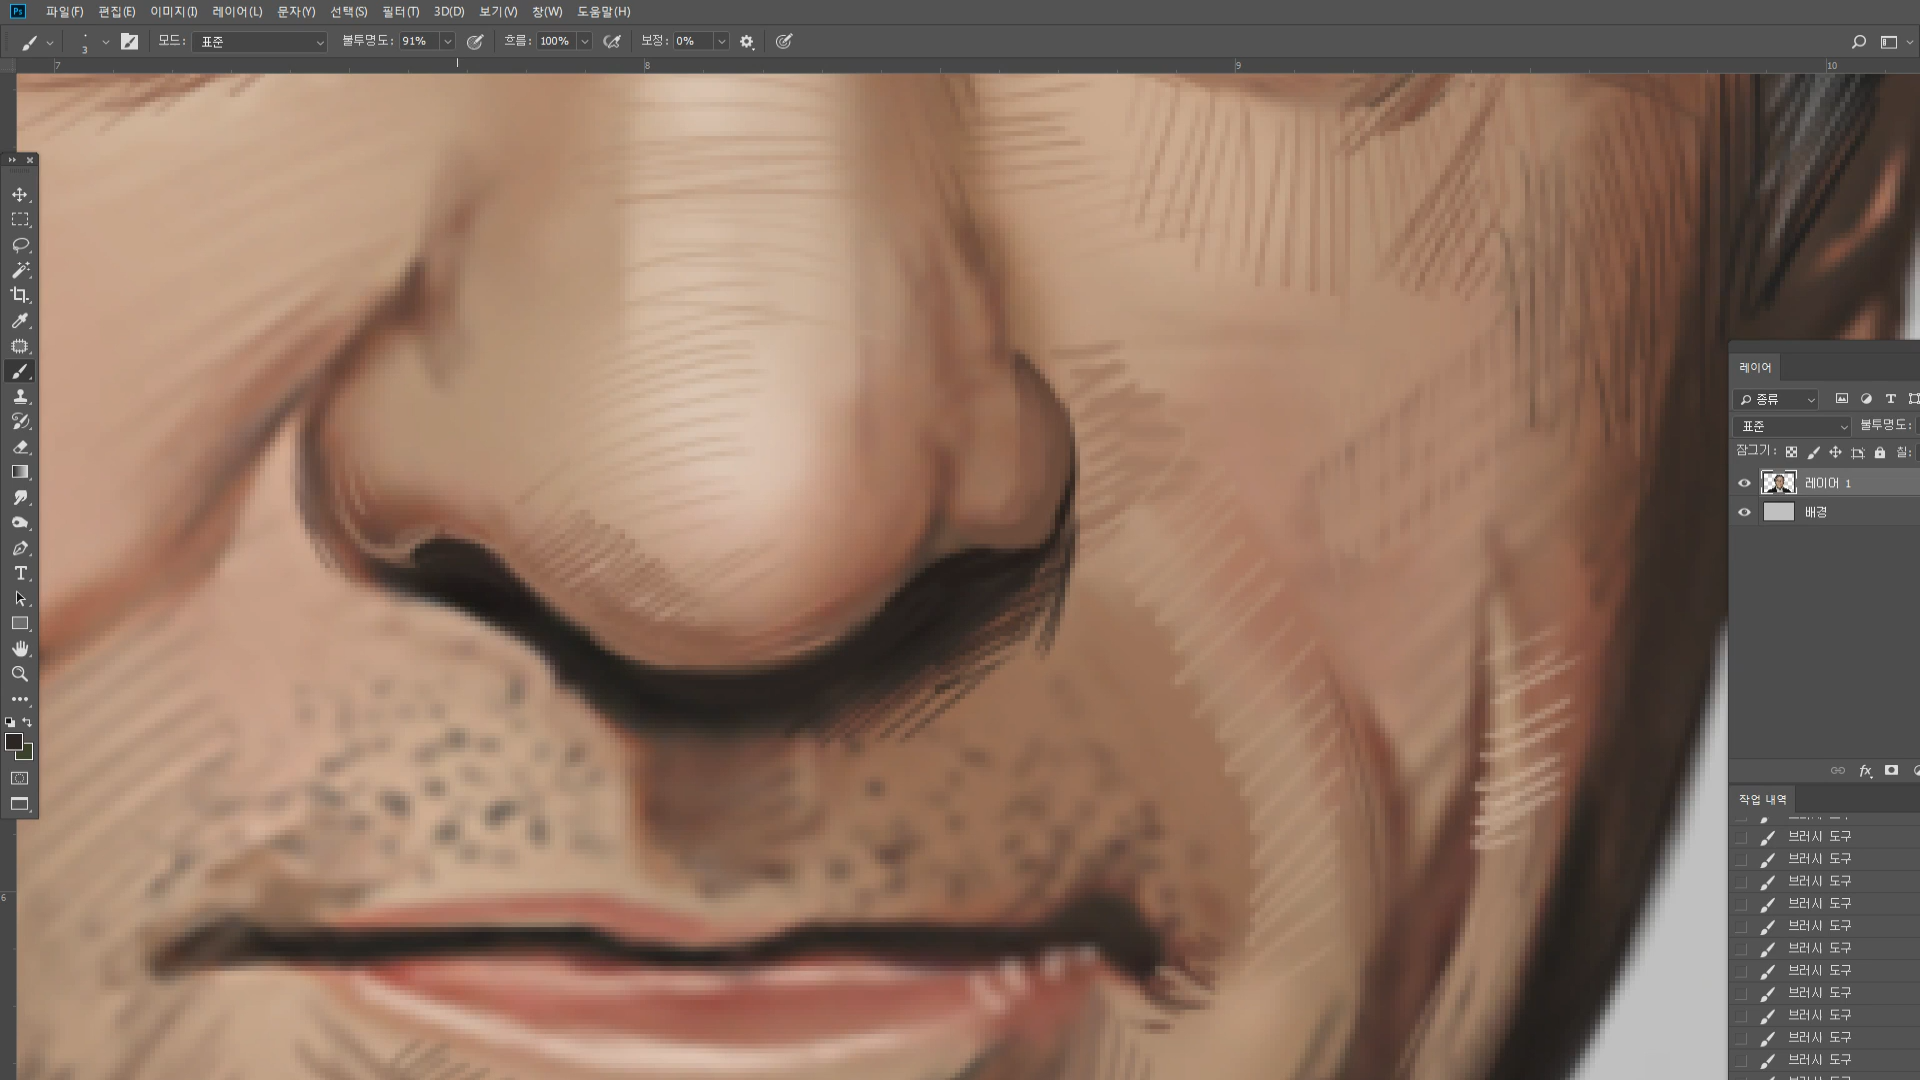 Ps 파일(F) 편집(E) 이미지(I) 레이어(L) 문자(Y) 선택(S) 필터(T) 3D(D) 보기(V) 창(W) 도움말(H)
3 모드: 표준 불투명도: 91% 흐름: 100% 보정: 0%
7 8 9 10
6
레이어
종류
표준 불투명도:
잠그기: 칠:
레이어 1
배경
fx
작업 내역
브러시 도구
브러시 도구
브러시 도구
브러시 도구
브러시 도구
브러시 도구
브러시 도구
브러시 도구
브러시 도구
브러시 도구
브러시 도구